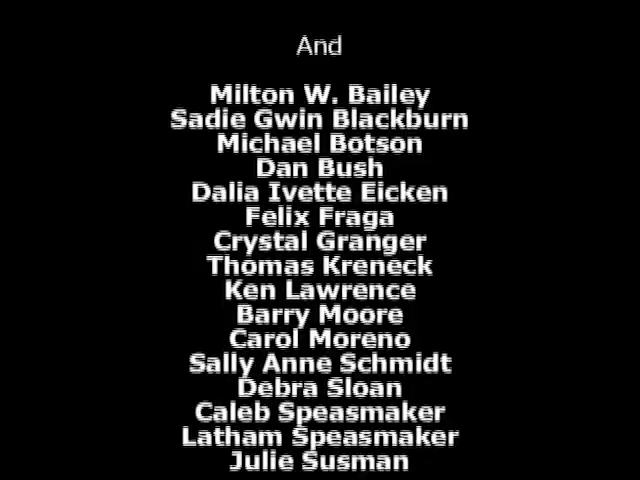 And
Milton W. Bailey
Sadie Gwin Blackburn
Michael Botson
Dan Bush
Dalia Ivette Eicken
Felix Fraga
Crystal Granger
Thomas Kreneck
Ken Lawrence
Barry Moore
Carol Moreno
Sally Anne Schmidt
Debra Sloan
Caleb Speasmaker
Latham Speasmaker
Julie Susman